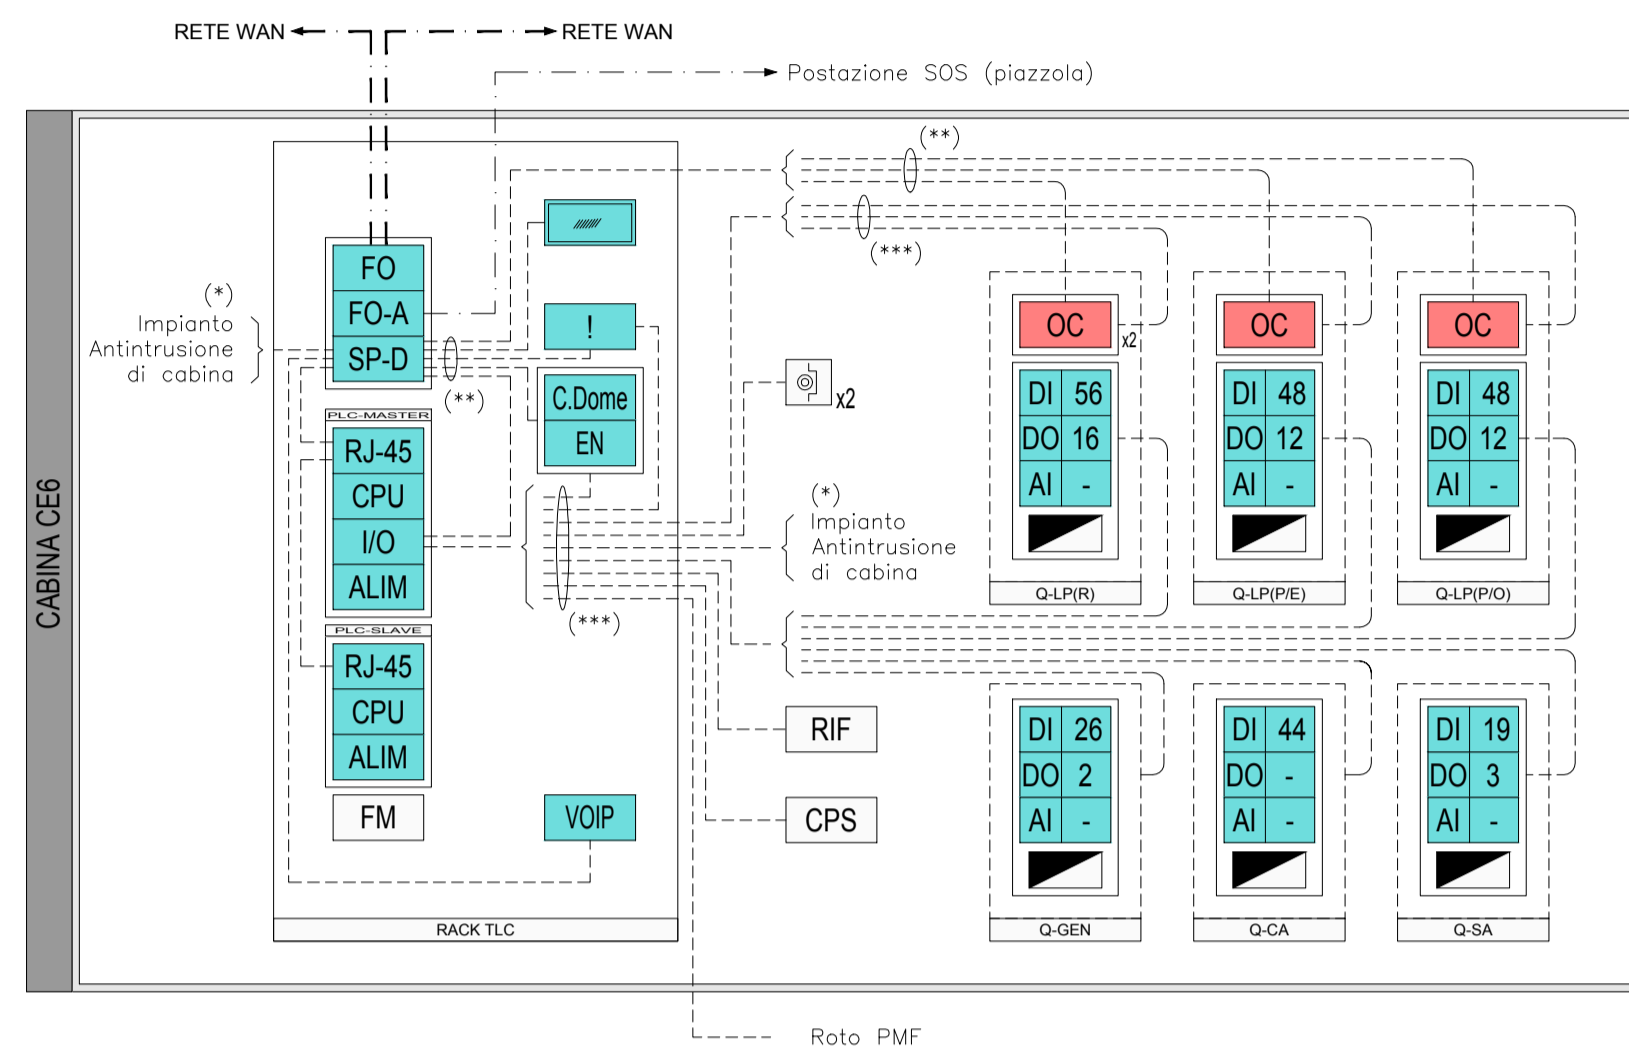 RETE WAN
RETE WAN
Postazione SOS (piazzola)
CABINA CE6
(*)
Impianto
Antintrusione
di cabina
FO
FO-A
SP-D
(**)
PLC-MASTER
RJ-45
CPU
I/O
ALIM
PLC-SLAVE
RJ-45
CPU
ALIM
FM
!
C.Dome
EN
(***)
VOIP
RACK TLC
(**)
(***)
x2
(*)
Impianto
Antintrusione
di cabina
RIF
CPS
Roto PMF
OC
x2
DI 56
DO 16
AI -
Q-LP(R)
OC
DI 48
DO 12
AI -
Q-LP(P/E)
OC
DI 48
DO 12
AI -
Q-LP(P/O)
DI 26
DO 2
AI -
Q-GEN
DI 44
DO -
AI -
Q-CA
DI 19
DO 3
AI -
Q-SA